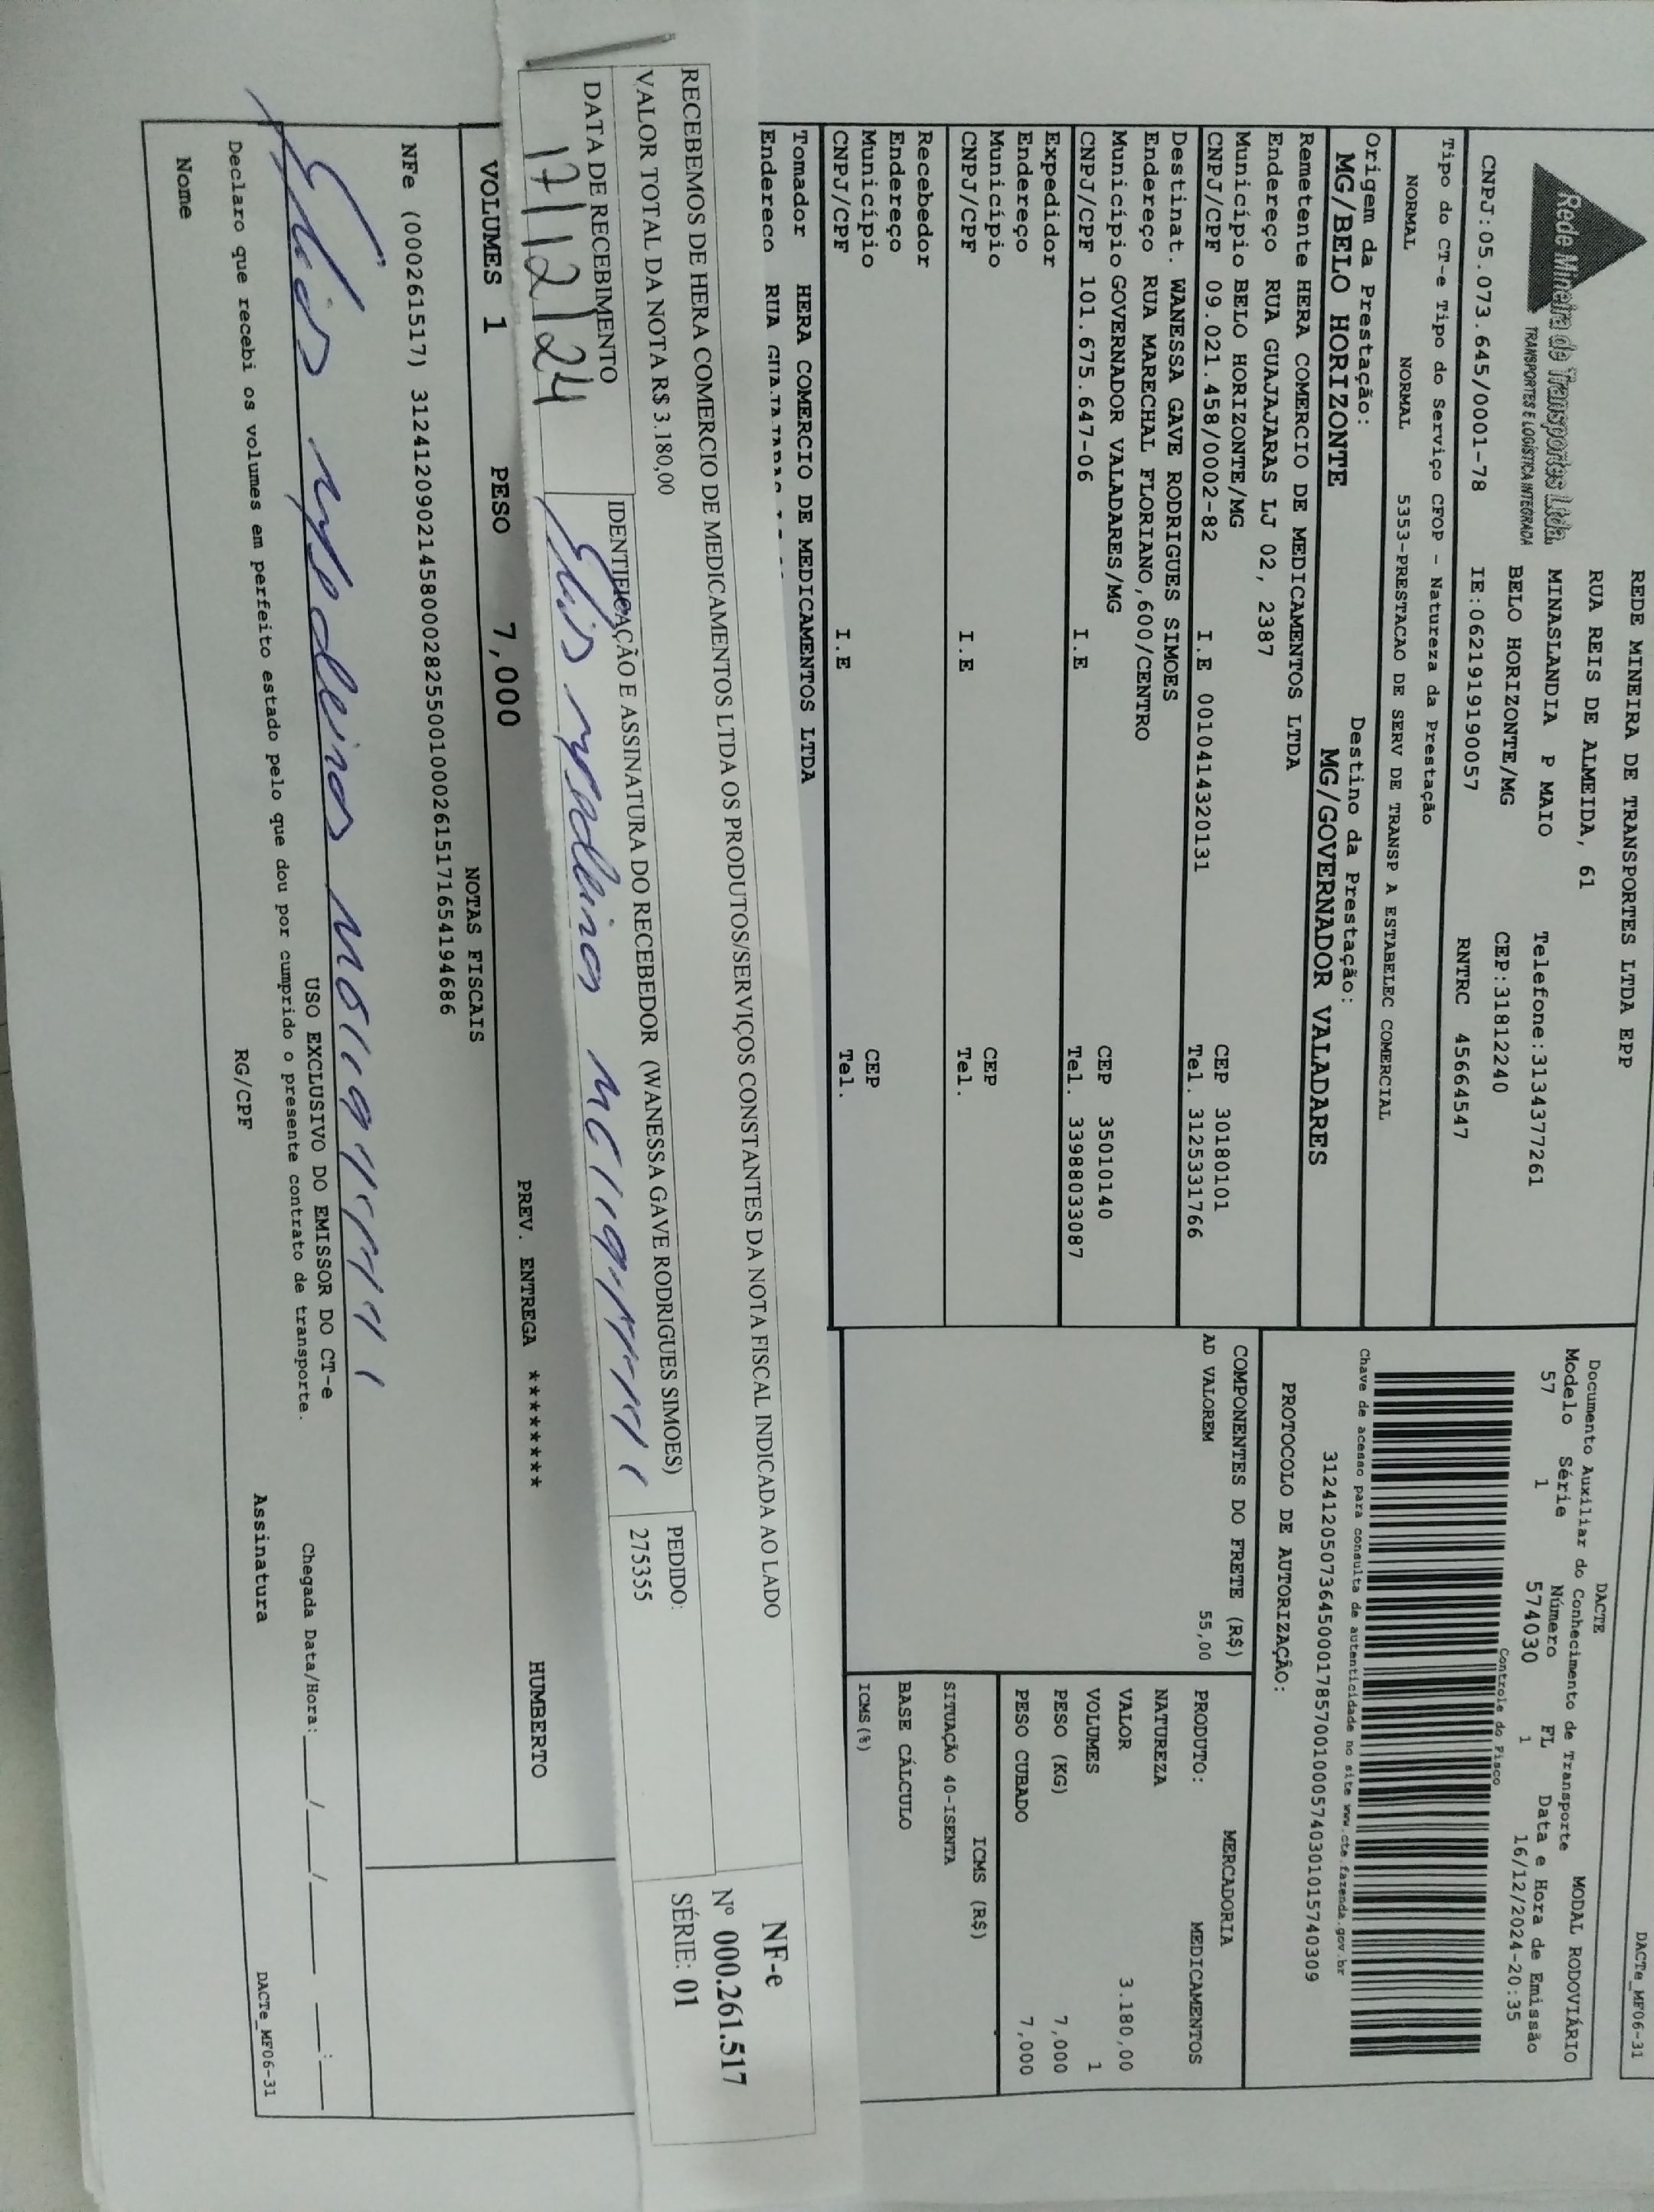 DACTe_MF06-31
REDE MINEIRA DE TRANSPORTES LTDA EPP
RUA REIS DE ALMEIDA, 61
MINASLANDIA P MAIO Telefone:3134377261
BELO HORIZONTE/MG CEP:31812240
Rede Mineira de Transportes Ltda.
TRANSPORTES E LOGÍSTICA INTEGRADA
CNPJ:05.073.645/0001-78 IE:0621919190057 RNTRC 45664547
DACTE
Documento Auxiliar do Conhecimento de Transporte MODAL RODOVIÁRIO
Modelo Série Número FL Data e Hora de Emissão
57 1 574030 1 16/12/2024-20:35
Controle do Fisco
Tipo do CT-e Tipo do Serviço CFOP - Natureza da Prestação
NORMAL NORMAL 5353-PRESTACAO DE SERV DE TRANSP A ESTABELEC COMERCIAL
Chave de acesso para consulta de autenticidade no site www.cte.fazenda.gov.br
31241205073645000178570010005740301015740309
Origem da Prestação: Destino da Prestação:
MG/BELO HORIZONTE MG/GOVERNADOR VALADARES
PROTOCOLO DE AUTORIZAÇÃO:
Remetente HERA COMERCIO DE MEDICAMENTOS LTDA
Endereço RUA GUAJAJARAS LJ 02, 2387
Município BELO HORIZONTE/MG CEP 30180101
CNPJ/CPF 09.021.458/0002-82 I.E 0010414320131 Tel. 3125331766
Destinat. WANESSA GAVE RODRIGUES SIMOES
Endereço RUA MARECHAL FLORIANO,600/CENTRO
Município GOVERNADOR VALADARES/MG CEP 35010140
CNPJ/CPF 101.675.647-06 I.E Tel. 33988033087
Expedidor
Endereço
Município CEP
CNPJ/CPF I.E Tel.
Recebedor
Endereço
Município CEP
CNPJ/CPF I.E Tel.
Tomador HERA COMERCIO DE MEDICAMENTOS LTDA
Endereço RUA
COMPONENTES DO FRETE (R$)
AD VALOREM 55,00
MERCADORIA
PRODUTO: MEDICAMENTOS
NATUREZA
VALOR 3.180,00
VOLUMES 1
PESO (KG) 7,000
PESO CUBADO 7,000
ICMS (R$)
SITUAÇÃO 40-ISENTA
BASE CÁLCULO
ICMS(%)
RECEBEMOS DE HERA COMERCIO DE MEDICAMENTOS LTDA OS PRODUTOS/SERVIÇOS CONSTANTES DA NOTA FISCAL INDICADA AO LADO
VALOR TOTAL DA NOTA R$ 3.180,00
DATA DE RECEBIMENTO
17/12/24
IDENTIFICAÇÃO E ASSINATURA DO RECEBEDOR (WANESSA GAVE RODRIGUES SIMOES)
PEDIDO:
275355
NF-e
Nº 000.261.517
SÉRIE: 01
VOLUMES 1 PESO 7,000 PREV. ENTREGA ******** HUMBERTO
NOTAS FISCAIS
NFe (000261517) 31241209021458000282550010002615171654194686
USO EXCLUSIVO DO EMISSOR DO CT-e
Declaro que recebi os volumes em perfeito estado pelo que dou por cumprido o presente contrato de transporte.
Chegada Data/Hora: ___/___/____ __:__
Nome RG/CPF Assinatura
DACTe_MF06-31